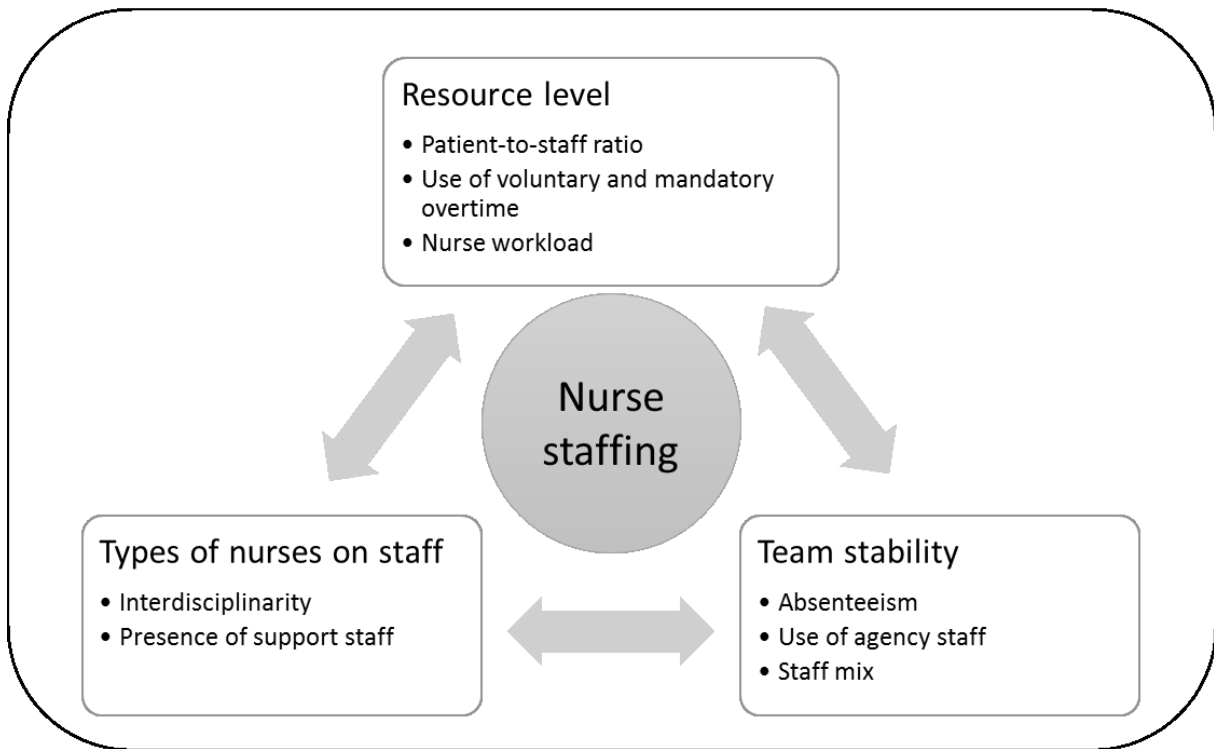 Resource level
• Patient-to-staff ratio
• Use of voluntary and mandatory
overtime
• Nurse workload
Nurse
staffing
Types of nurses on staff
• Interdisciplinarity
• Presence of support staff
Team stability
• Absenteeism
• Use of agency staff
• Staff mix